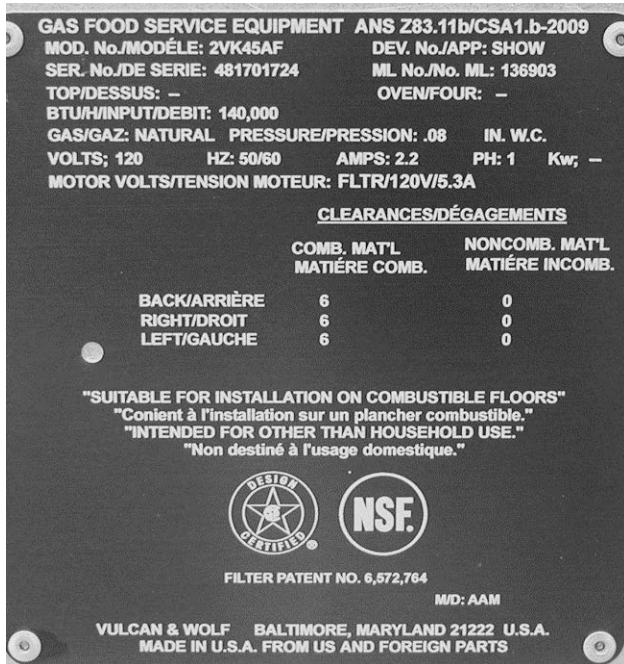 GAS FOOD SERVICE EQUIPMENT ANS Z83.11b/CSA1.b-2009
MOD. No./MODÉLE: 2VK45AF DEV. No./APP: SHOW
SER. No./DE SERIE: 481701724 ML No./No. ML: 136903
TOP/DESSUS: – OVEN/FOUR: –
BTU/H/INPUT/DEBIT: 140,000
GAS/GAZ: NATURAL PRESSURE/PRESSION: .08 IN. W.C.
VOLTS; 120 HZ: 50/60 AMPS: 2.2 PH: 1 Kw; –
MOTOR VOLTS/TENSION MOTEUR: FLTR/120V/5.3A
CLEARANCES/DÉGAGEMENTS
COMB. MAT'L NONCOMB. MAT'L
MATIÉRE COMB. MATIÉRE INCOMB.
BACK/ARRIÈRE 6 0
RIGHT/DROIT 6 0
LEFT/GAUCHE 6 0
"SUITABLE FOR INSTALLATION ON COMBUSTIBLE FLOORS"
"Conient à l'installation sur un plancher combustible."
"INTENDED FOR OTHER THAN HOUSEHOLD USE."
"Non destiné à l'usage domestique."
DESIGN CERTIFIED ®
NSF.
FILTER PATENT NO. 6,572,764
M/D: AAM
VULCAN & WOLF BALTIMORE, MARYLAND 21222 U.S.A.
MADE IN U.S.A. FROM US AND FOREIGN PARTS